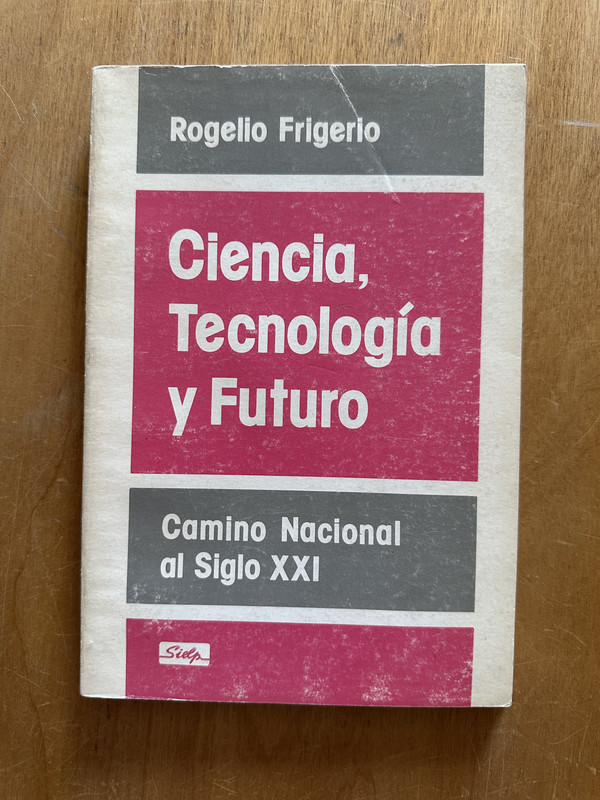 Rogelio Frigerio
Ciencia,
Tecnología
y Futuro
Camino Nacional
al Siglo XXI
Sielp